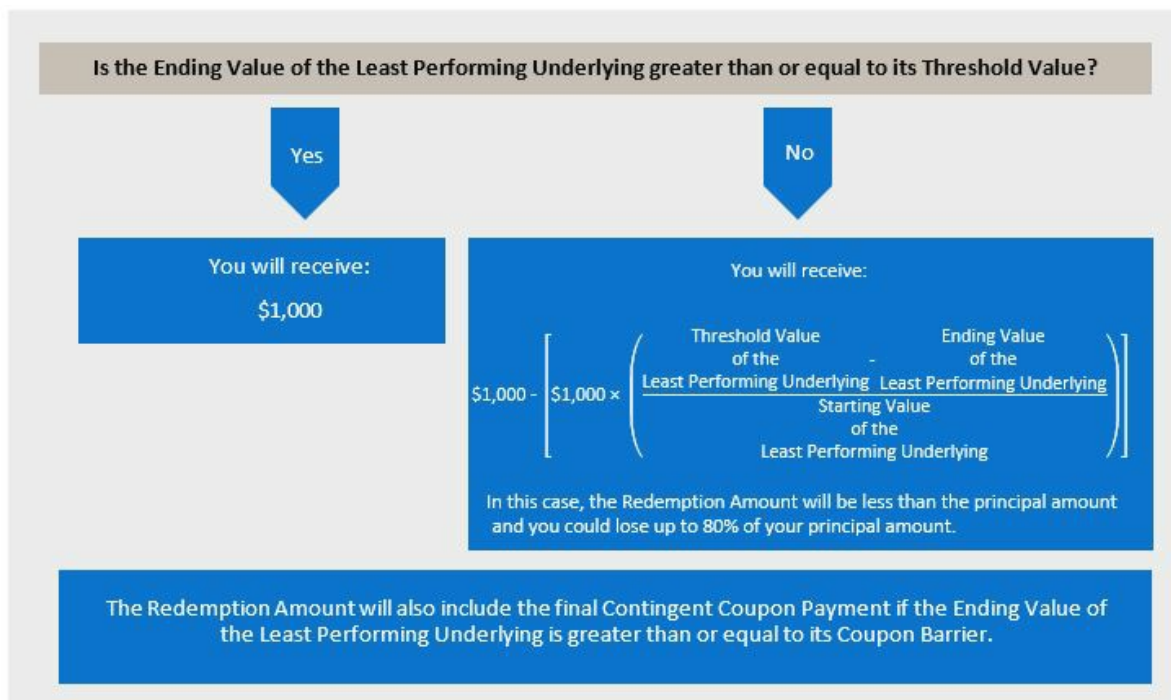 Is the Ending Value of the Least Performing Underlying greater than or equal to its Threshold Value?
Yes
No
You will receive:
$1,000
You will receive:
$1,000 - [$1,000 × (
Threshold Value
of the
Least Performing Underlying
-
Ending Value
of the
Least Performing Underlying
Starting Value
of the
Least Performing Underlying
)]
In this case, the Redemption Amount will be less than the principal amount
and you could lose up to 80% of your principal amount.
The Redemption Amount will also include the final Contingent Coupon Payment if the Ending Value of
the Least Performing Underlying is greater than or equal to its Coupon Barrier.